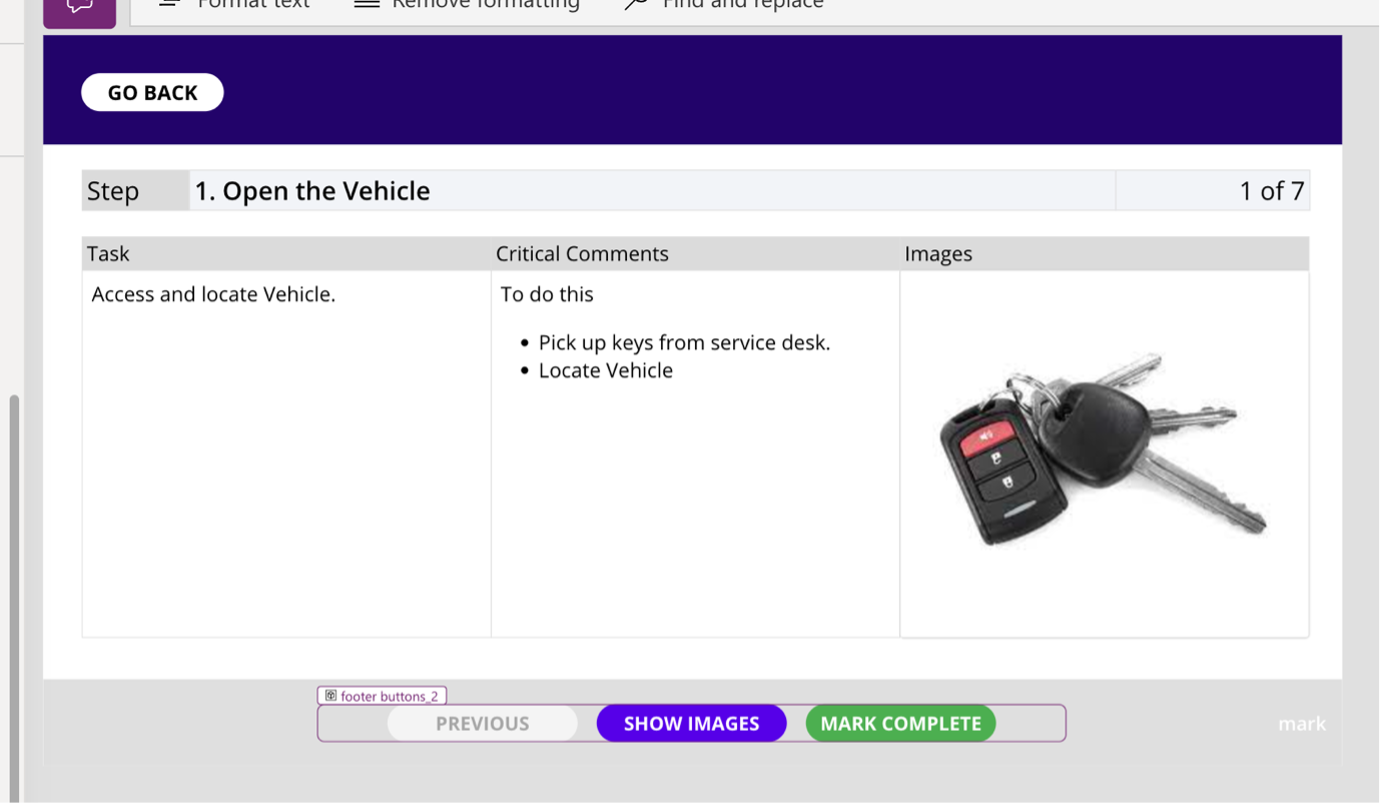 Format text Remove formatting Find and replace
GO BACK
Step 1. Open the Vehicle 1 of 7
Task Critical Comments Images
Access and locate Vehicle. To do this
• Pick up keys from service desk.
• Locate Vehicle
footer buttons_2
PREVIOUS SHOW IMAGES MARK COMPLETE mark